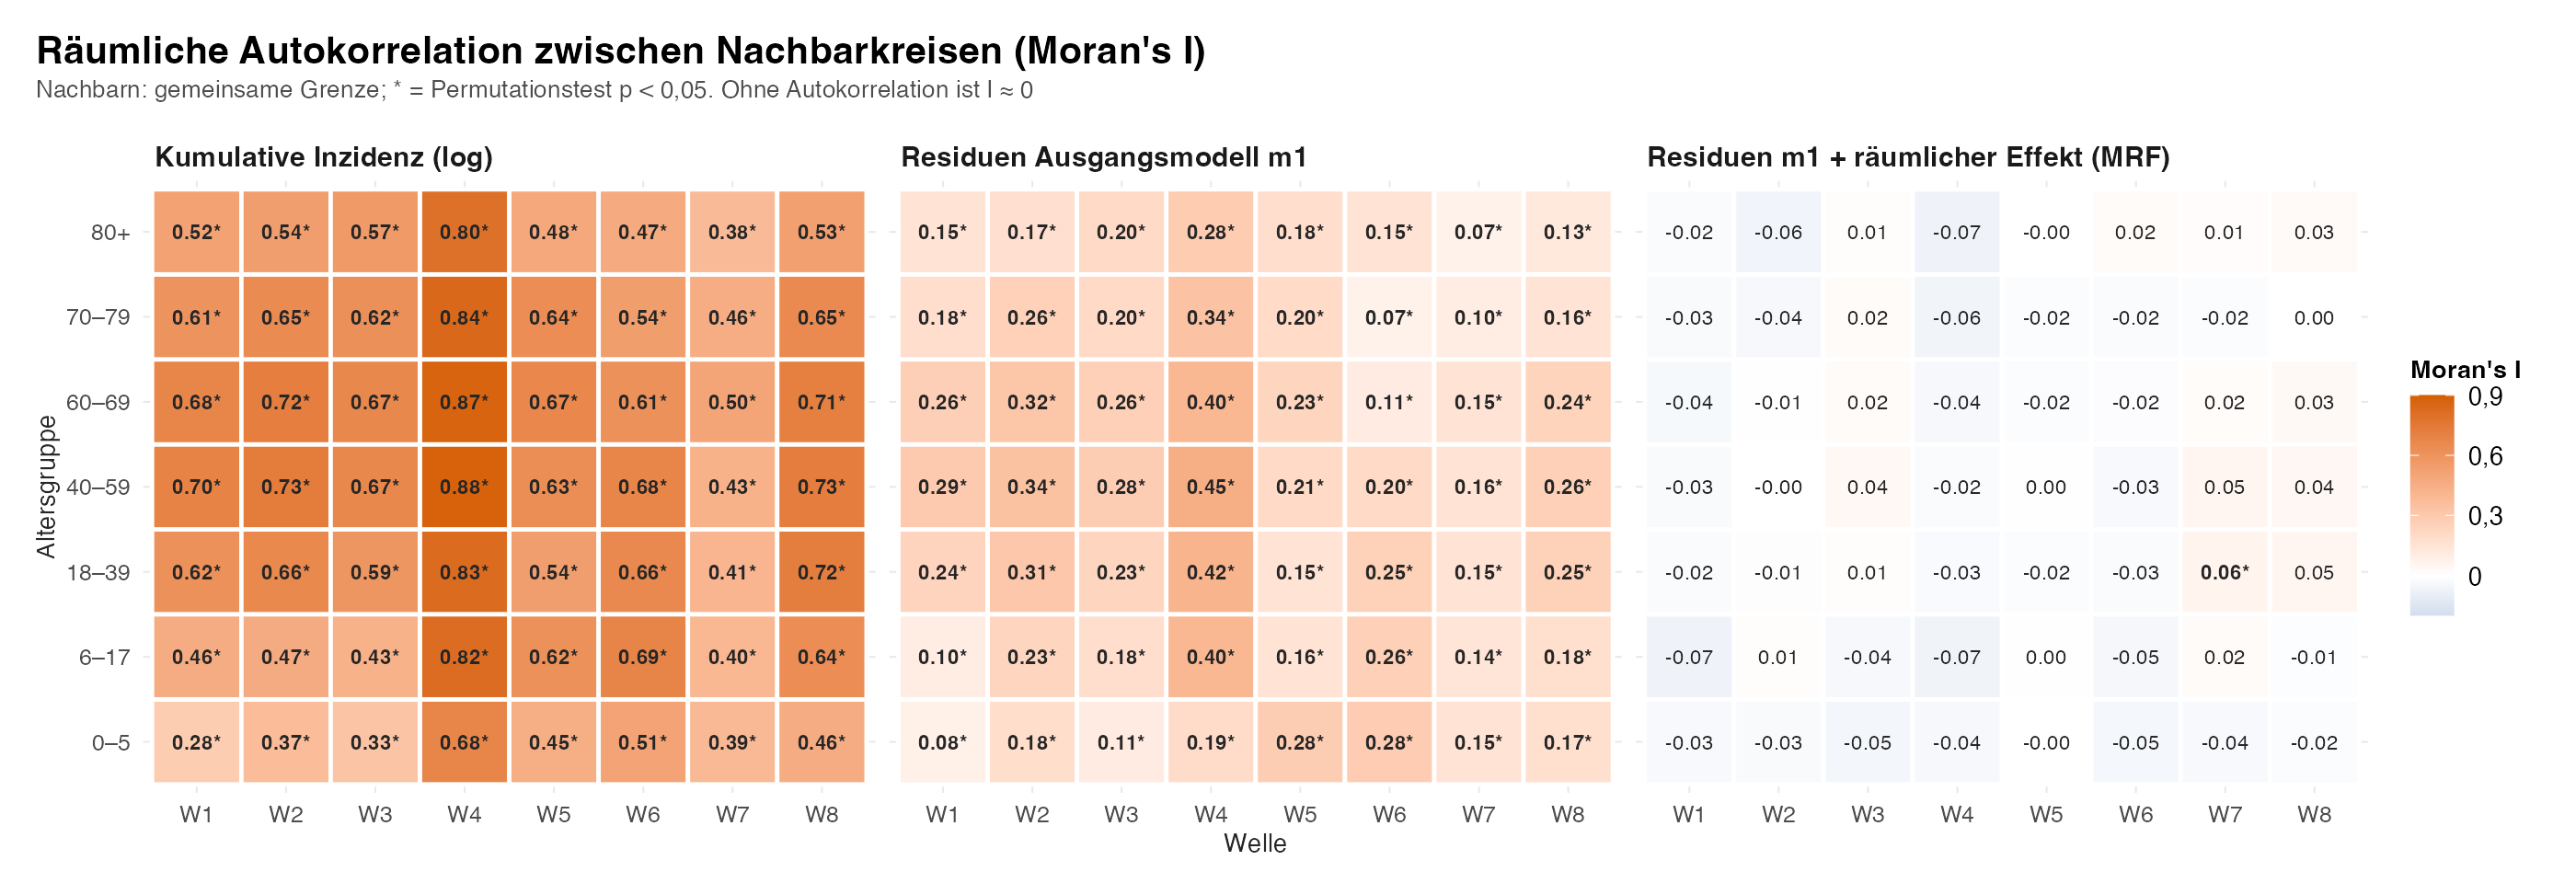 Räumliche Autokorrelation zwischen Nachbarkreisen (Moran's I)
Nachbarn: gemeinsame Grenze; * = Permutationstest p < 0,05. Ohne Autokorrelation ist I ≈ 0
Kumulative Inzidenz (log) Residuen Ausgangsmodell m1 Residuen m1 + räumlicher Effekt (MRF)
80+ 0.52* 0.54* 0.57* 0.80* 0.48* 0.47* 0.38* 0.53* 0.15* 0.17* 0.20* 0.28* 0.18* 0.15* 0.07* 0.13* -0.02 -0.06 0.01 -0.07 -0.00 0.02 0.01 0.03
70–79 0.61* 0.65* 0.62* 0.84* 0.64* 0.54* 0.46* 0.65* 0.18* 0.26* 0.20* 0.34* 0.20* 0.07* 0.10* 0.16* -0.03 -0.04 0.02 -0.06 -0.02 -0.02 -0.02 0.00
60–69 0.68* 0.72* 0.67* 0.87* 0.67* 0.61* 0.50* 0.71* 0.26* 0.32* 0.26* 0.40* 0.23* 0.11* 0.15* 0.24* -0.04 -0.01 0.02 -0.04 -0.02 -0.02 0.02 0.03
40–59 0.70* 0.73* 0.67* 0.88* 0.63* 0.68* 0.43* 0.73* 0.29* 0.34* 0.28* 0.45* 0.21* 0.20* 0.16* 0.26* -0.03 -0.00 0.04 -0.02 0.00 -0.03 0.05 0.04
18–39 0.62* 0.66* 0.59* 0.83* 0.54* 0.66* 0.41* 0.72* 0.24* 0.31* 0.23* 0.42* 0.15* 0.25* 0.15* 0.25* -0.02 -0.01 0.01 -0.03 -0.02 -0.03 0.06* 0.05
6–17 0.46* 0.47* 0.43* 0.82* 0.62* 0.69* 0.40* 0.64* 0.10* 0.23* 0.18* 0.40* 0.16* 0.26* 0.14* 0.18* -0.07 0.01 -0.04 -0.07 0.00 -0.05 0.02 -0.01
0–5 0.28* 0.37* 0.33* 0.68* 0.45* 0.51* 0.39* 0.46* 0.08* 0.18* 0.11* 0.19* 0.28* 0.28* 0.15* 0.17* -0.03 -0.03 -0.05 -0.04 -0.00 -0.05 -0.04 -0.02
W1 W2 W3 W4 W5 W6 W7 W8 W1 W2 W3 W4 W5 W6 W7 W8 W1 W2 W3 W4 W5 W6 W7 W8
Welle
Altersgruppe
Moran's I
0,9
0,6
0,3
0